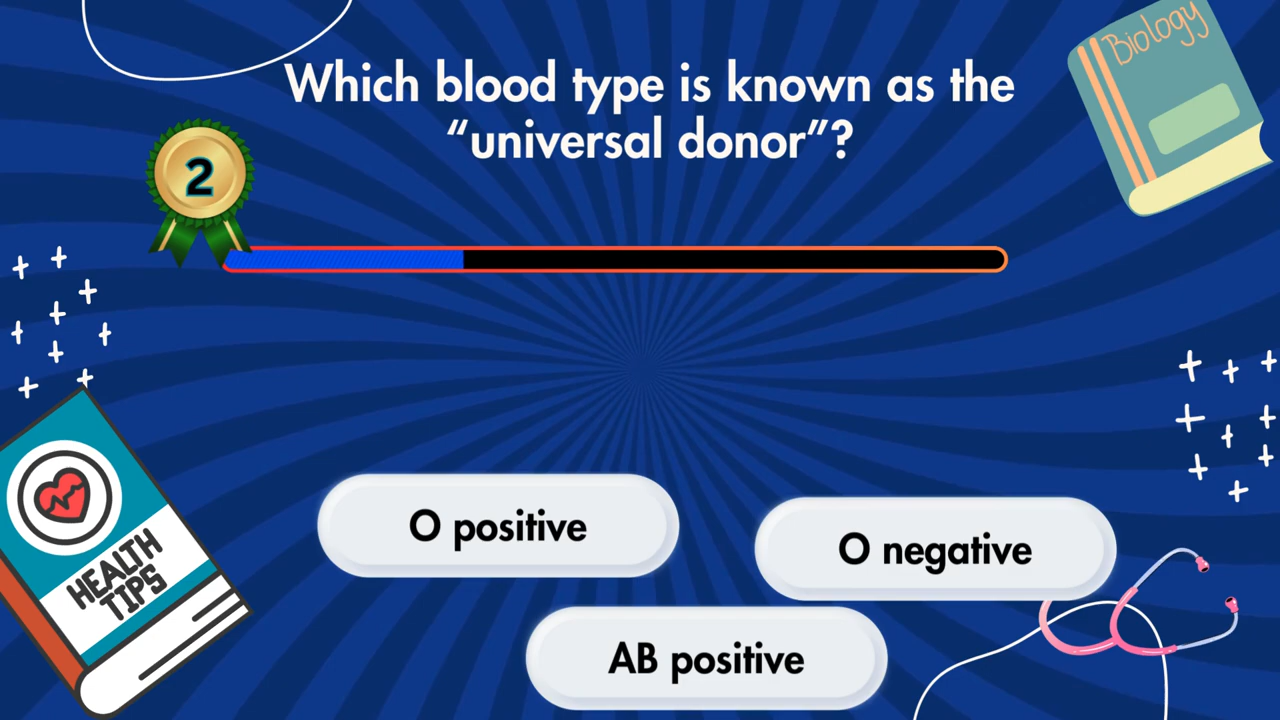 Which blood type is known as the
“universal donor”?
2
Biology
HEALTH
TIPS
O positive
O negative
AB positive